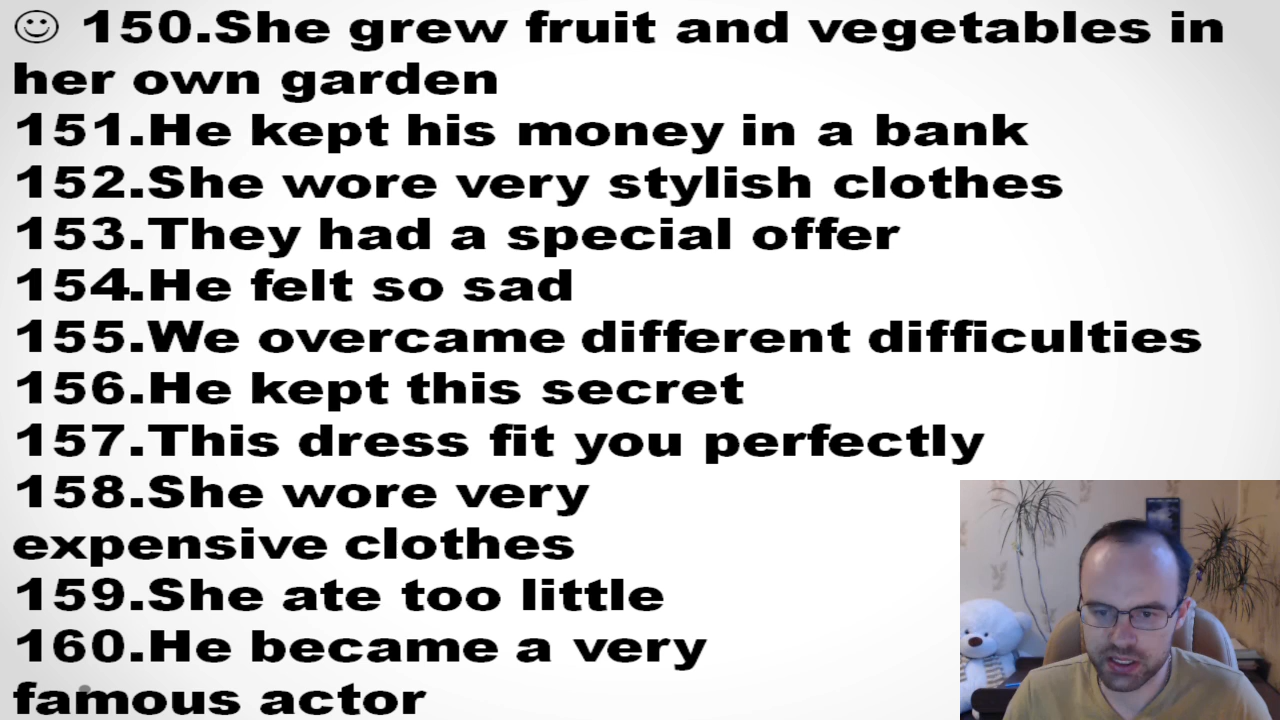 ☺ 150.She grew fruit and vegetables in
her own garden
151.He kept his money in a bank
152.She wore very stylish clothes
153.They had a special offer
154.He felt so sad
155.We overcame different difficulties
156.He kept this secret
157.This dress fit you perfectly
158.She wore very
expensive clothes
159.She ate too little
160.He became a very
famous actor